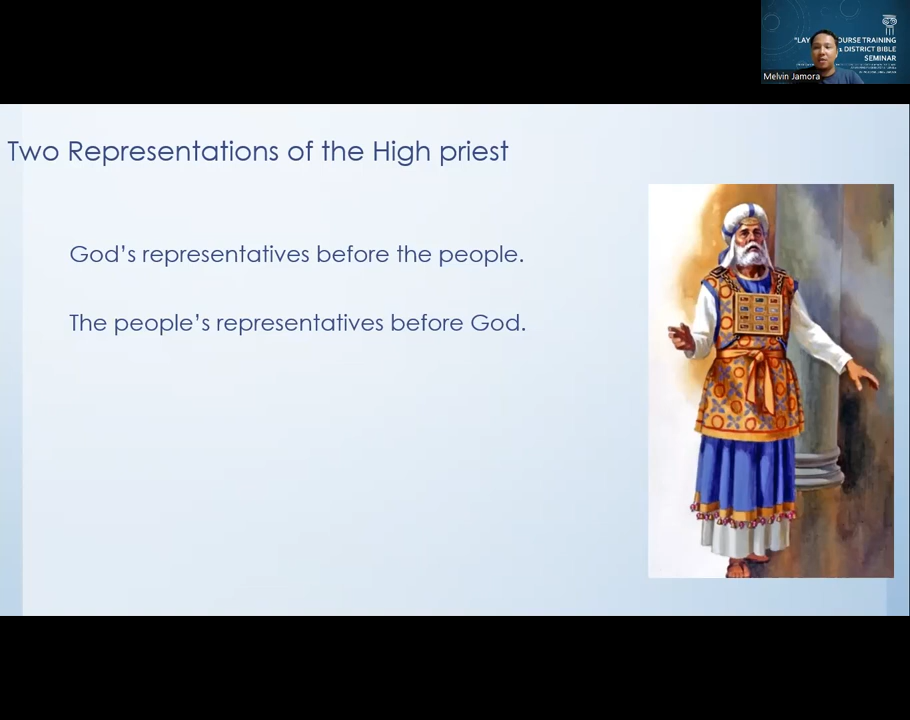 "LAY
OURSE TRAINING
& DISTRICT BIBLE
SEMINAR
Melvin Jamora
Two Representations of the High priest
God’s representatives before the people.
The people’s representatives before God.